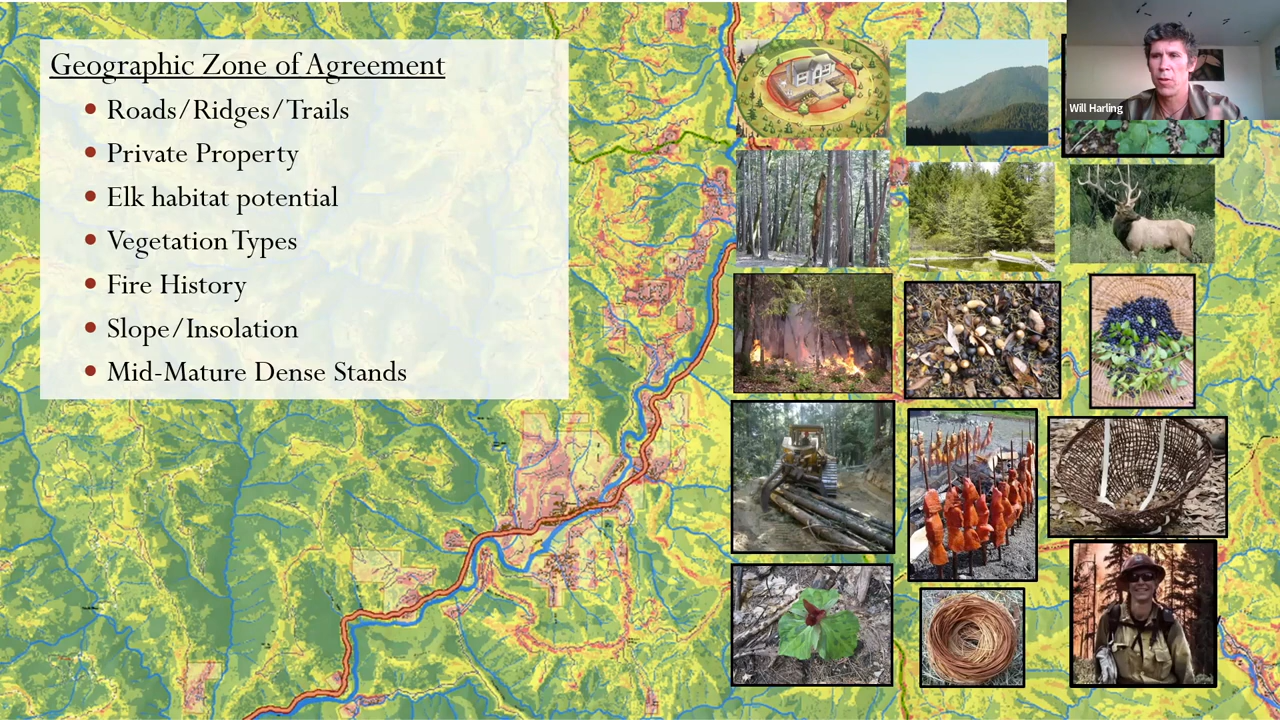 Geographic Zone of Agreement
Roads/Ridges/Trails
Private Property
Elk habitat potential
Vegetation Types
Fire History
Slope/Insolation
Mid-Mature Dense Stands
Will Harling